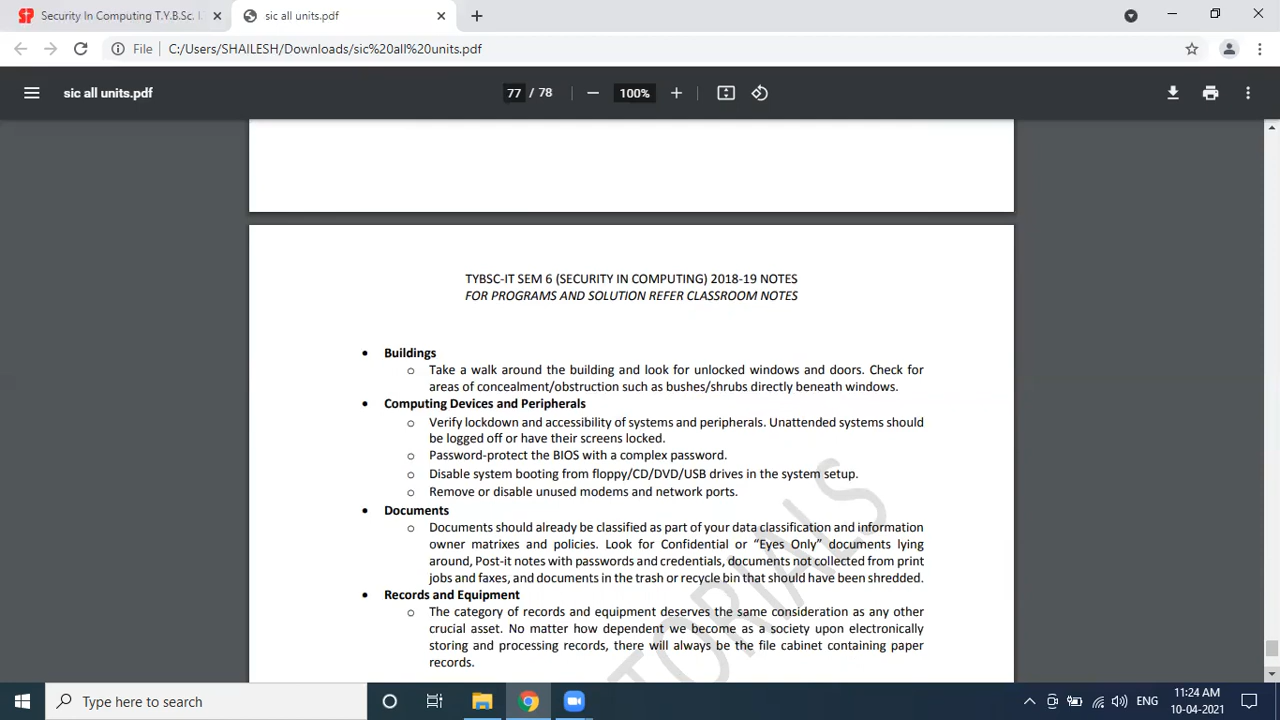 Security In Computing T.Y.B.Sc. I
sic all units.pdf
File
C:/Users/SHAILESH/Downloads/sic%20all%20units.pdf
sic all units.pdf
77 / 78
100%
TYBSC-IT SEM 6 (SECURITY IN COMPUTING) 2018-19 NOTES
FOR PROGRAMS AND SOLUTION REFER CLASSROOM NOTES
• Buildings
o Take a walk around the building and look for unlocked windows and doors. Check for
areas of concealment/obstruction such as bushes/shrubs directly beneath windows.
• Computing Devices and Peripherals
o Verify lockdown and accessibility of systems and peripherals. Unattended systems should
be logged off or have their screens locked.
o Password-protect the BIOS with a complex password.
o Disable system booting from floppy/CD/DVD/USB drives in the system setup.
o Remove or disable unused modems and network ports.
• Documents
o Documents should already be classified as part of your data classification and information
owner matrixes and policies. Look for Confidential or “Eyes Only” documents lying
around, Post-it notes with passwords and credentials, documents not collected from print
jobs and faxes, and documents in the trash or recycle bin that should have been shredded.
• Records and Equipment
o The category of records and equipment deserves the same consideration as any other
crucial asset. No matter how dependent we become as a society upon electronically
storing and processing records, there will always be the file cabinet containing paper
records.
TORIALS
Type here to search
ENG
11:24 AM
10-04-2021